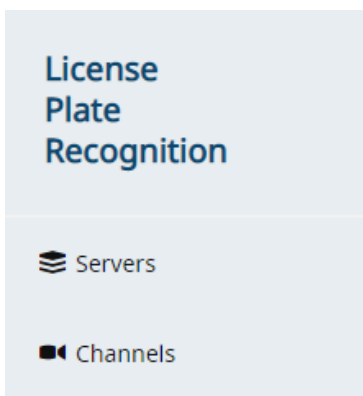 License
Plate
Recognition
Servers
Channels